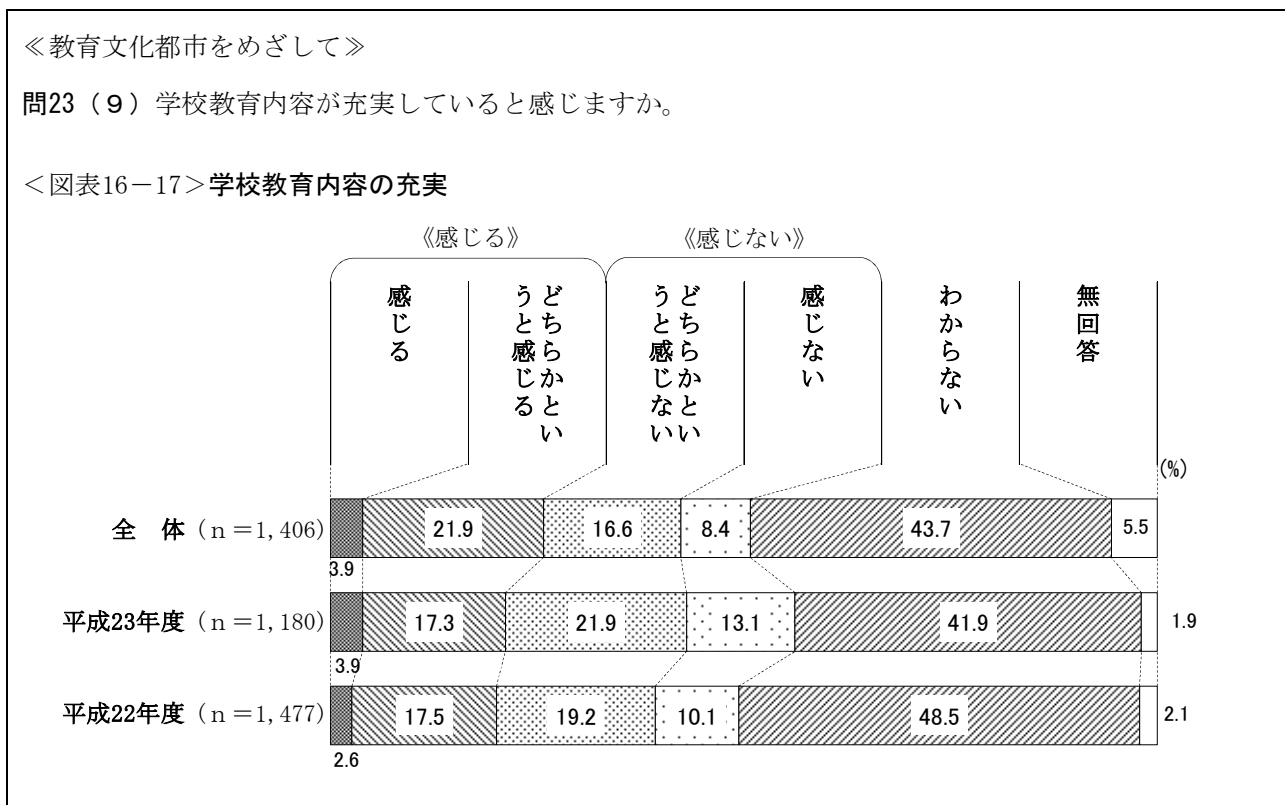 ≪教育文化都市をめざして≫
問23（9）学校教育内容が充実していると感じますか。
＜図表16－17＞学校教育内容の充実
《感じる》 《感じない》
感じる
どちらかとい
うと感じる
どちらかとい
うと感じない
感じない
わからない
無回答
(%)
全　体（ｎ＝1,406） 21.9 16.6 8.4 43.7 5.5
3.9
平成23年度（ｎ＝1,180） 17.3 21.9 13.1 41.9 1.9
3.9
平成22年度（ｎ＝1,477） 17.5 19.2 10.1 48.5 2.1
2.6